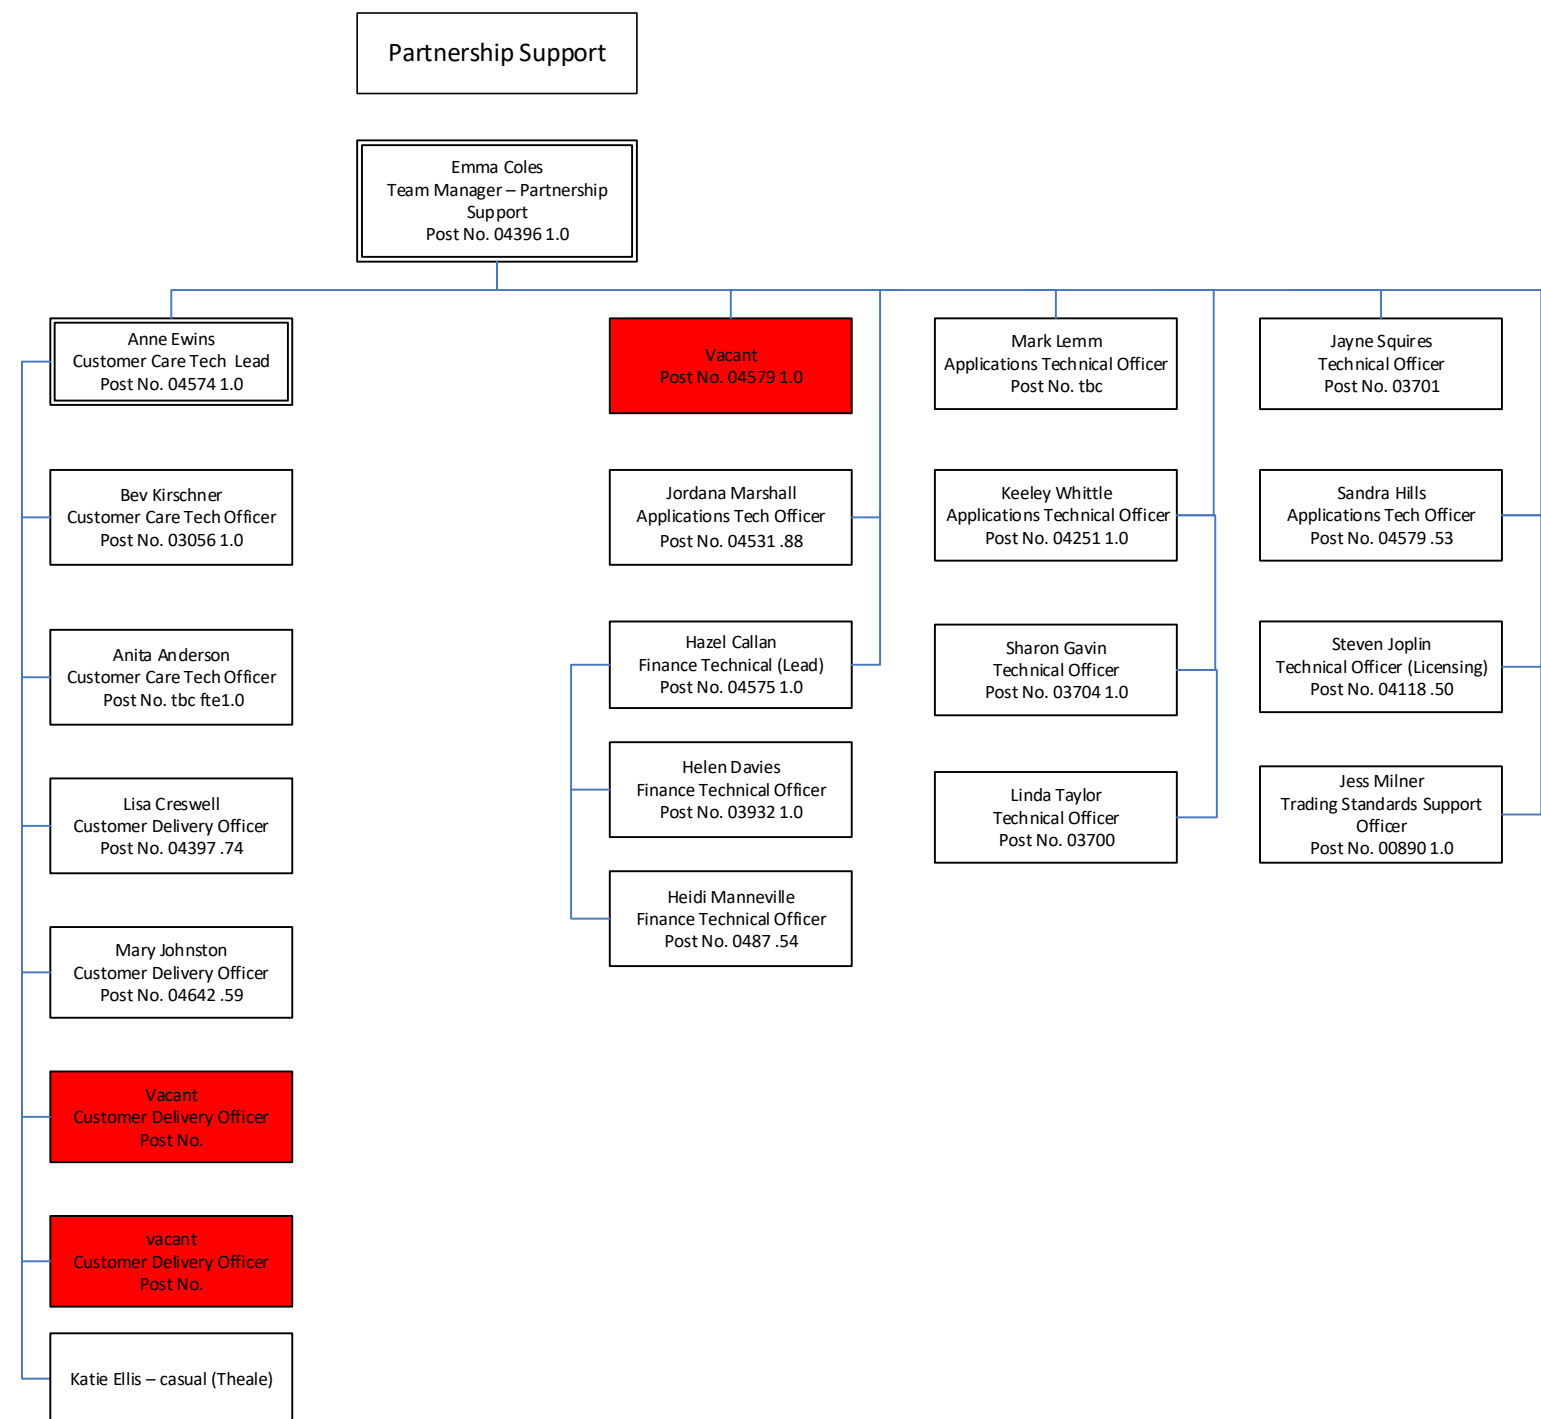 Partnership Support
Emma Coles
Team Manager – Partnership
Support
Post No. 04396 1.0
Anne Ewins
Customer Care Tech Lead
Post No. 04574 1.0
Bev Kirschner
Customer Care Tech Officer
Post No. 03056 1.0
Anita Anderson
Customer Care Tech Officer
Post No. tbc fte1.0
Lisa Creswell
Customer Delivery Officer
Post No. 04397 .74
Mary Johnston
Customer Delivery Officer
Post No. 04642 .59
Vacant
Customer Delivery Officer
Post No.
vacant
Customer Delivery Officer
Post No.
Katie Ellis – casual (Theale)
Vacant
Post No. 04579 1.0
Jordana Marshall
Applications Tech Officer
Post No. 04531 .88
Hazel Callan
Finance Technical (Lead)
Post No. 04575 1.0
Helen Davies
Finance Technical Officer
Post No. 03932 1.0
Heidi Manneville
Finance Technical Officer
Post No. 0487 .54
Mark Lemm
Applications Technical Officer
Post No. tbc
Keeley Whittle
Applications Technical Officer
Post No. 04251 1.0
Sharon Gavin
Technical Officer
Post No. 03704 1.0
Linda Taylor
Technical Officer
Post No. 03700
Jayne Squires
Technical Officer
Post No. 03701
Sandra Hills
Applications Tech Officer
Post No. 04579 .53
Steven Joplin
Technical Officer (Licensing)
Post No. 04118 .50
Jess Milner
Trading Standards Support
Officer
Post No. 00890 1.0